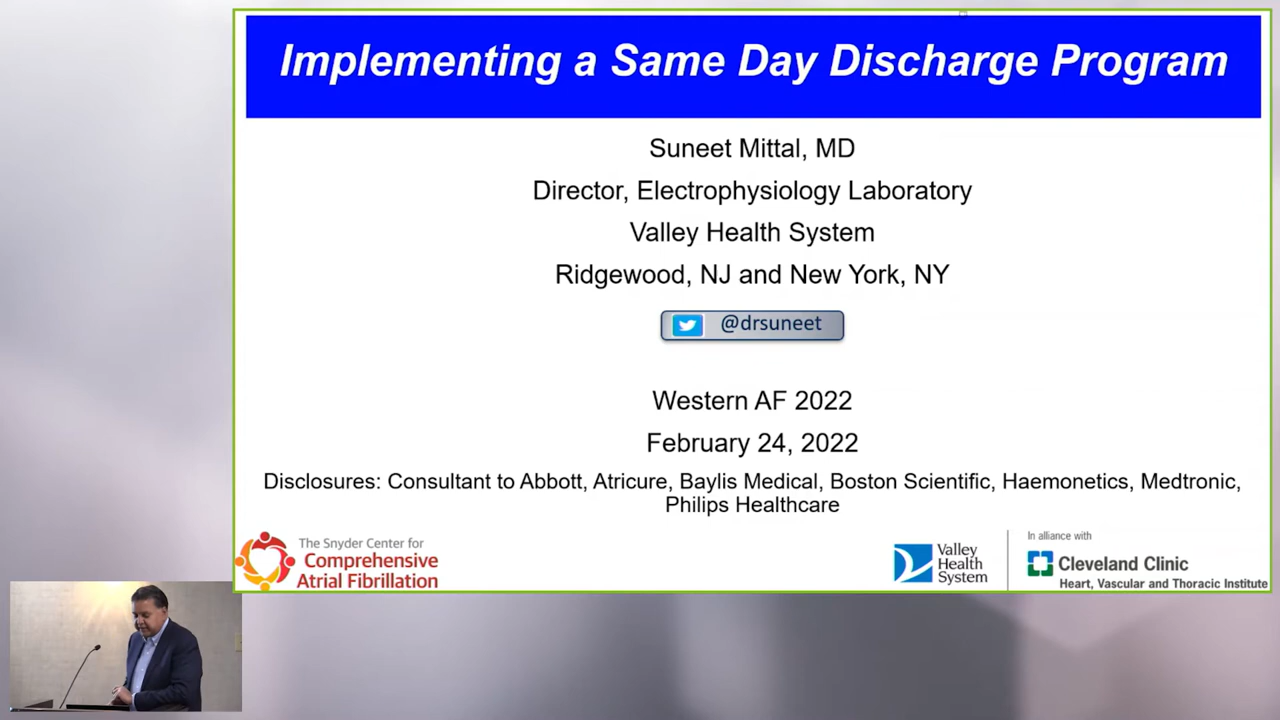 Implementing a Same Day Discharge Program
Suneet Mittal, MD
Director, Electrophysiology Laboratory
Valley Health System
Ridgewood, NJ and New York, NY
@drsuneet
Western AF 2022
February 24, 2022
Disclosures: Consultant to Abbott, Atricure, Baylis Medical, Boston Scientific, Haemonetics, Medtronic,
Philips Healthcare
The Snyder Center for
Comprehensive
Atrial Fibrillation
Valley
Health
System
In alliance with
Cleveland Clinic
Heart, Vascular and Thoracic Institute